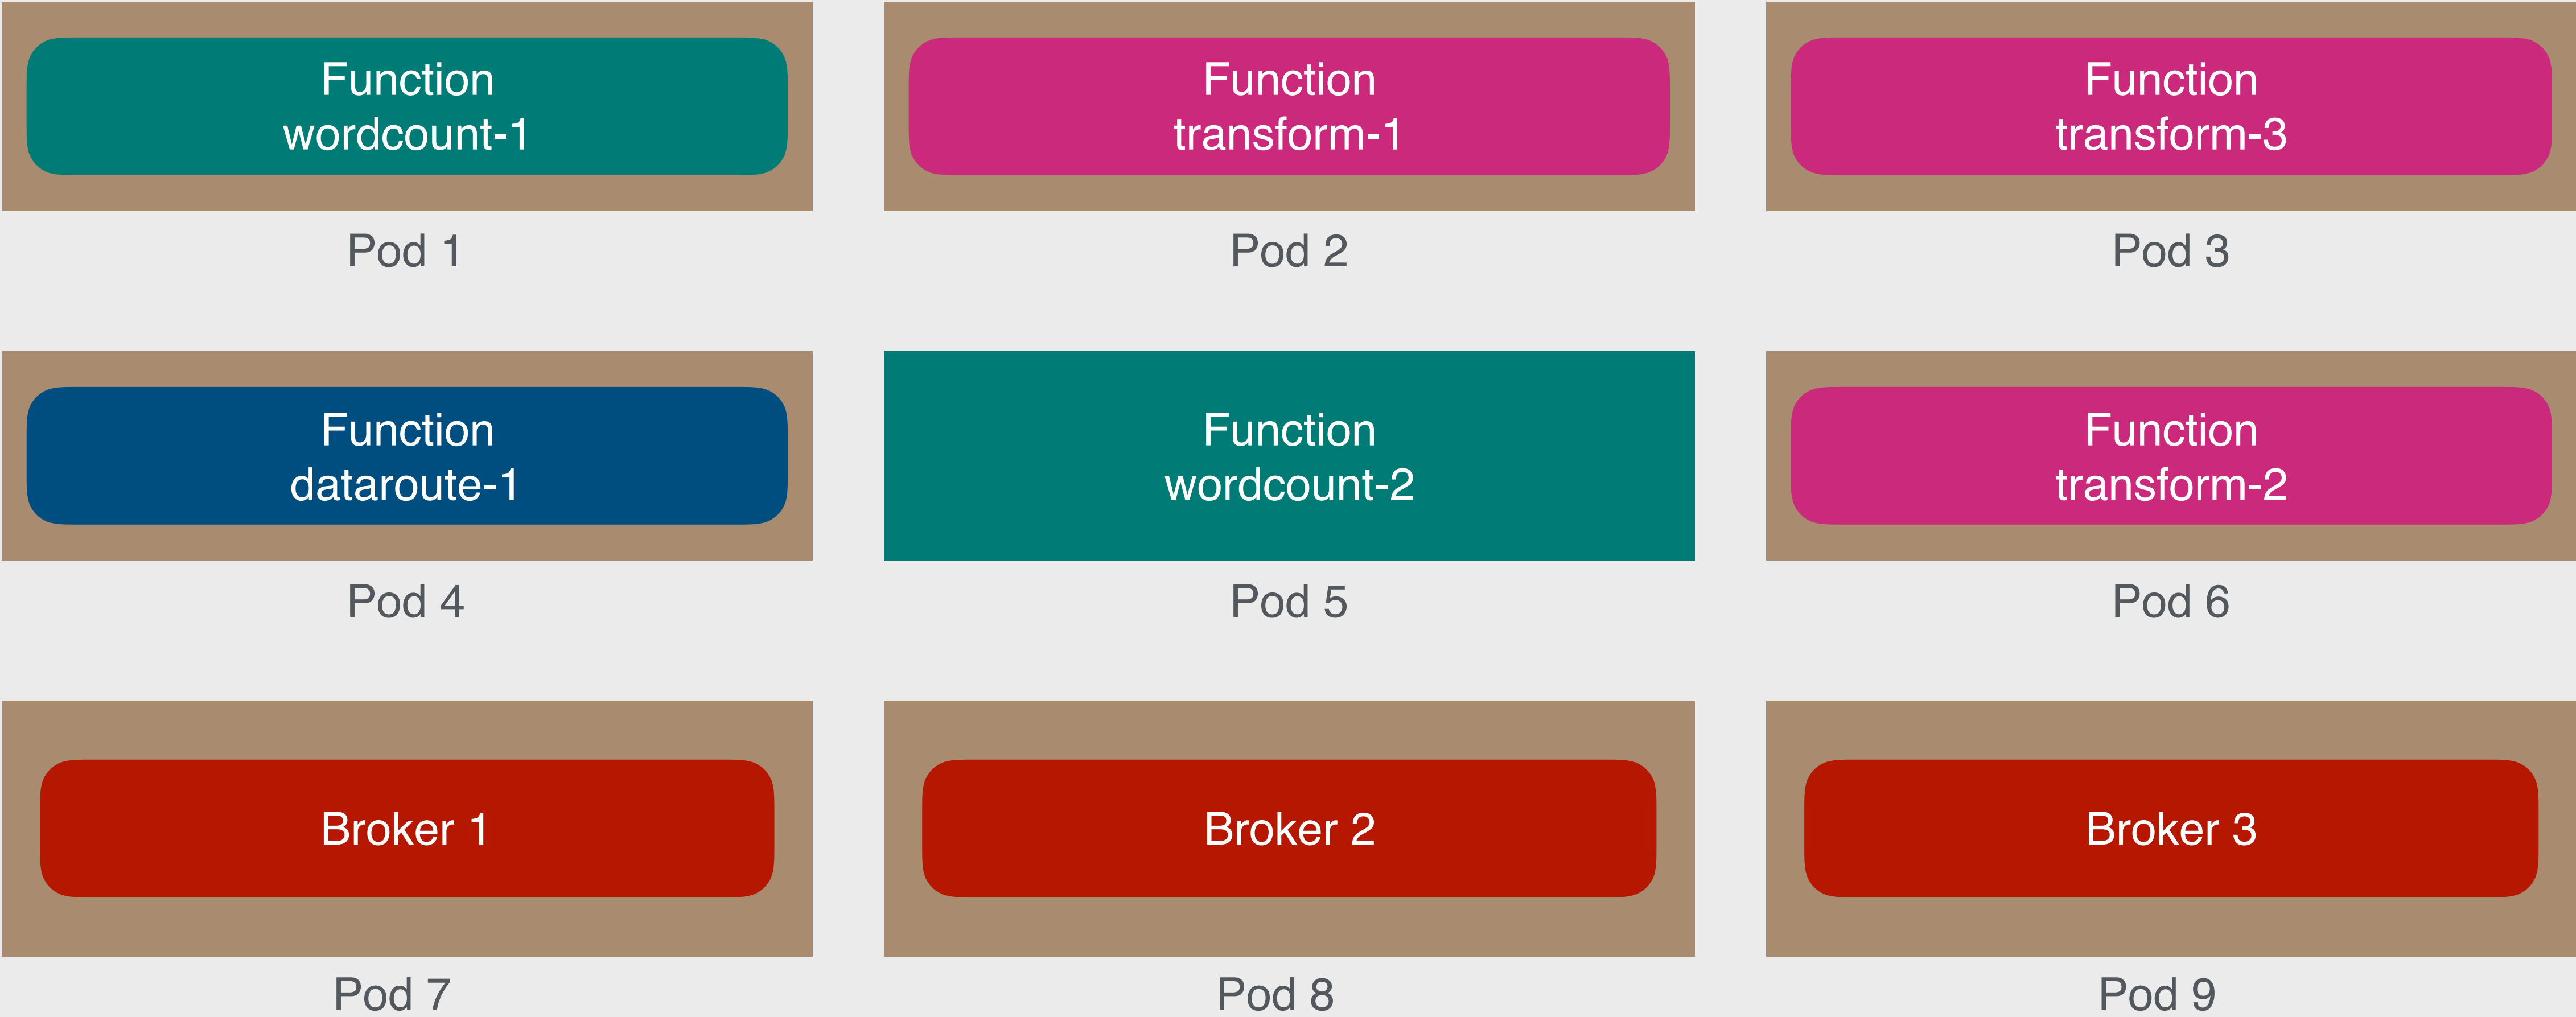 Function
wordcount-1
Function
transform-1
Function
transform-3
Pod 1
Pod 2
Pod 3
Function
dataroute-1
Function
wordcount-2
Function
transform-2
Pod 4
Pod 5
Pod 6
Broker 1
Broker 2
Broker 3
Pod 7
Pod 8
Pod 9